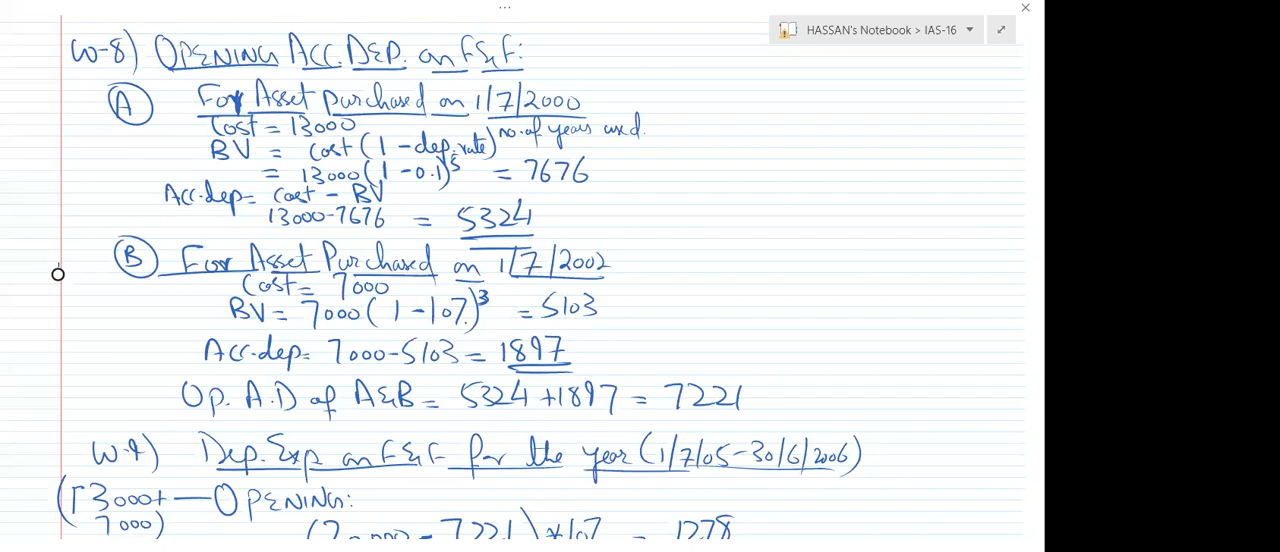 HASSAN's Notebook > IAS-16
W-8) OPENING ACC. DEP. on F&F:
A For Asset purchased on 1/7/2000
Cost = 13000
BV = cost (1 - dep. rate) no. of years used
= 13000 (1 - 0.1)^5 = 7676
Acc. dep = cost - BV
13000 - 7676 = 5324
B For Asset Purchased on 1/7/2002
Cost = 7000
BV = 7000 (1 - 10%)^3 = 5103
Acc. dep = 7000 - 5103 = 1897
Op. A.D of A&B = 5324 + 1897 = 7221
W-9) Dep. Exp on F&F for the year (1/7/05 - 30/6/2006)
(13000+ — OPENING:
7000) (20000 - 7221) * 10% = 1278